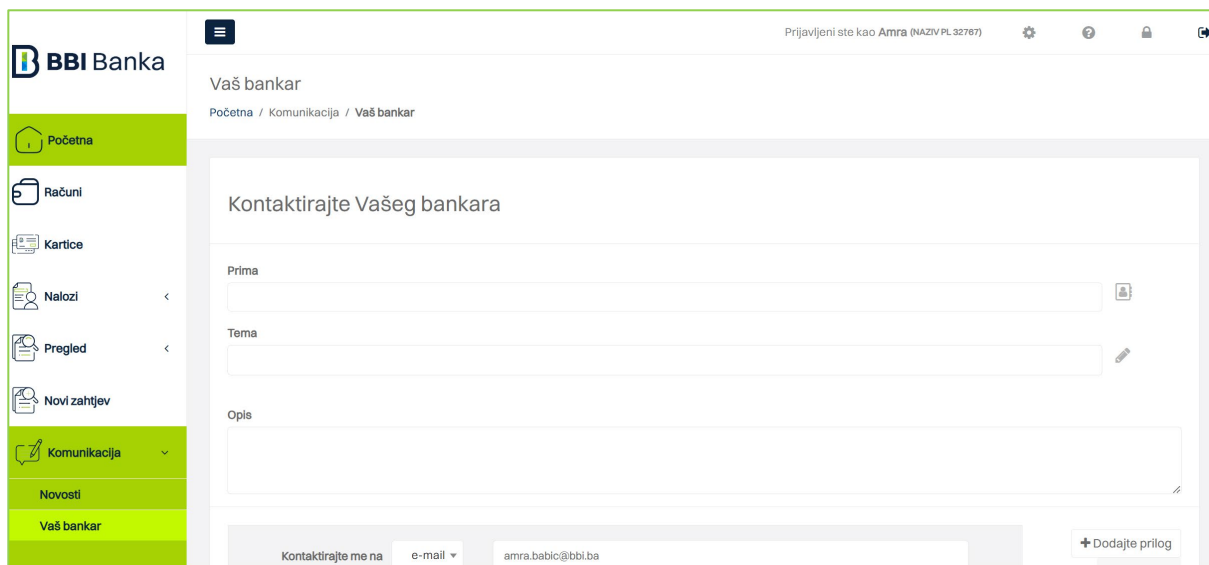 BBI Banka
Prijavljeni ste kao Amra (NAZIV PL 32767)
Vaš bankar
Početna / Komunikacija / Vaš bankar
Početna
Računi
Kartice
Nalozi
Pregled
Novi zahtjev
Komunikacija
Novosti
Vaš bankar
Kontaktirajte Vašeg bankara
Prima
Tema
Opis
Kontaktirajte me na e-mail amra.babic@bbi.ba
+ Dodajte prilog